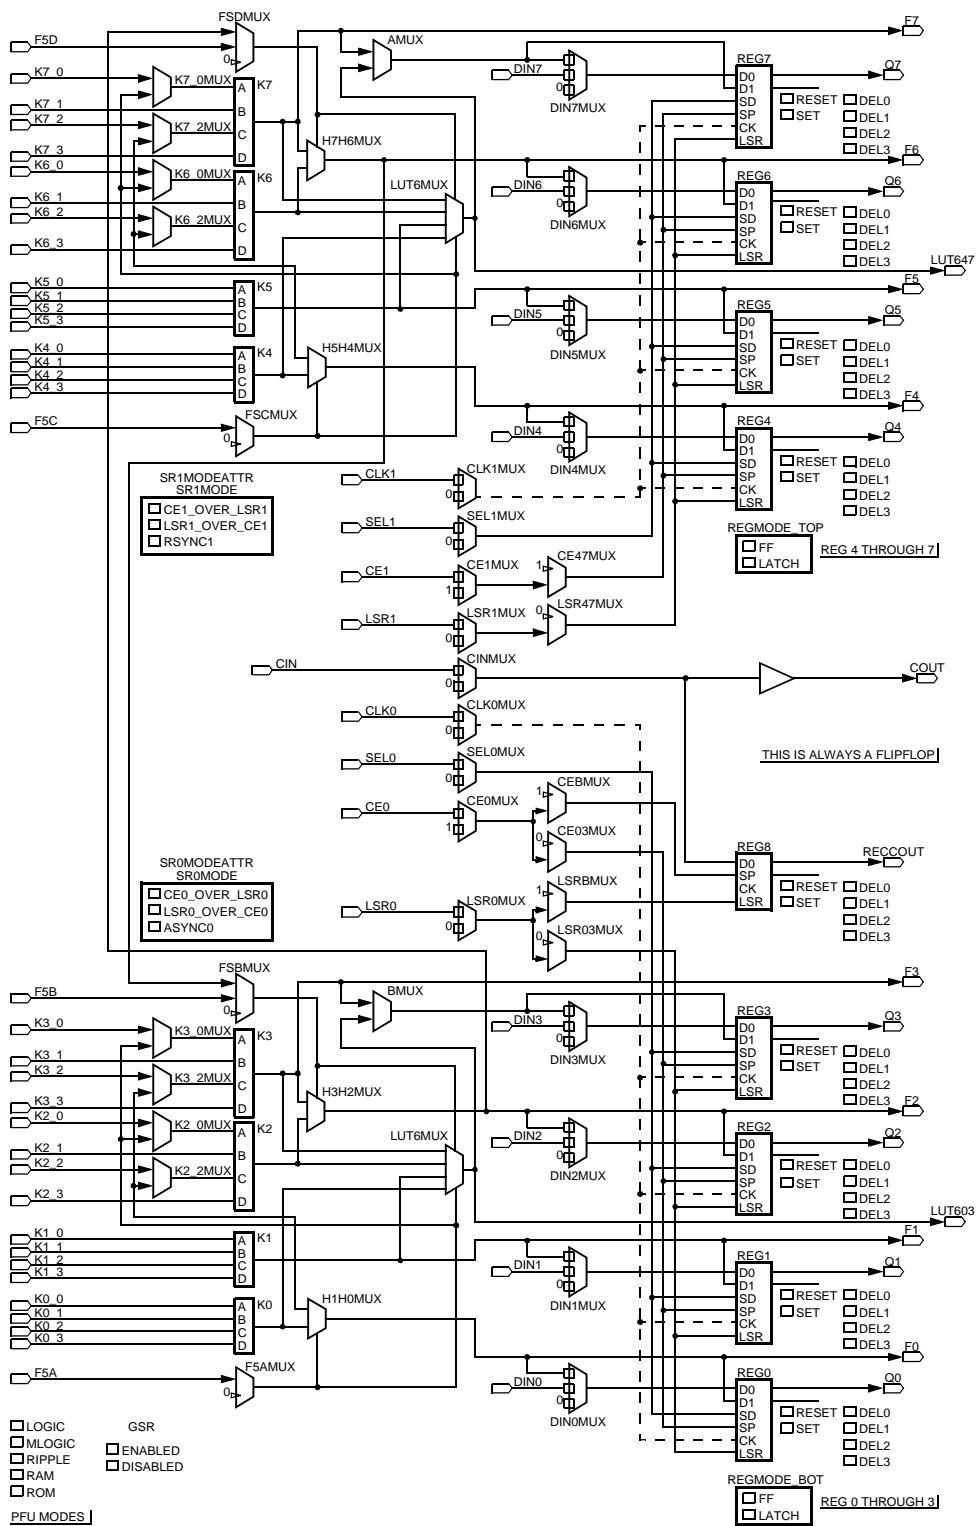 FSDMUX
F7
F5D
AMUX
0
REG7
K7_0
K7_0MUX
K7
DIN7
0
DIN7MUX
D0
D1
SD
SP
CK
LSR
Q7
RESET
SET
DEL0
DEL1
DEL2
DEL3
K7_1
K7_2
K7_2MUX
A
B
C
D
K7_3
H7H6MUX
F6
K6_0
K6_0MUX
K6
LUT6MUX
DIN6
0
DIN6MUX
REG6
D0
D1
SD
SP
CK
LSR
Q6
RESET
SET
DEL0
DEL1
DEL2
DEL3
K6_1
K6_2
K6_2MUX
A
B
C
D
K6_3
LUT647
K5_0
K5_1
K5_2
K5_3
A
B
C
D
K5
F5
DIN5
0
DIN5MUX
REG5
D0
D1
SD
SP
CK
LSR
Q5
RESET
SET
DEL0
DEL1
DEL2
DEL3
K4_0
K4_1
K4_2
K4_3
A
B
C
D
K4
H5H4MUX
F4
F5C
FSCMUX
0
DIN4
0
DIN4MUX
REG4
D0
D1
SD
SP
CK
LSR
Q4
RESET
SET
DEL0
DEL1
DEL2
DEL3
SR1MODEATTR
SR1MODE
CE1_OVER_LSR1
LSR1_OVER_CE1
RSYNC1
CLK1
CLK1MUX
0
SEL1
SEL1MUX
0
REGMODE_TOP
FF
LATCH
REG 4 THROUGH 7
CE1
CE1MUX
1
CE47MUX
1
LSR1
LSR1MUX
0
LSR47MUX
0
CIN
CINMUX
0
COUT
CLK0
CLK0MUX
0
THIS IS ALWAYS A FLIPFLOP
SEL0
SEL0MUX
0
CE0
CE0MUX
1
CEBMUX
1
CE03MUX
0
REG8
D0
SP
CK
LSR
RECCOUT
RESET
SET
DEL0
DEL1
DEL2
DEL3
SR0MODEATTR
SR0MODE
CE0_OVER_LSR0
LSR0_OVER_CE0
ASYNC0
LSR0
LSR0MUX
0
LSRBMUX
1
LSR03MUX
0
FSBMUX
F3
F5B
BMUX
0
REG3
K3_0
K3_0MUX
K3
DIN3
0
DIN3MUX
D0
D1
SD
SP
CK
LSR
Q3
RESET
SET
DEL0
DEL1
DEL2
DEL3
K3_1
K3_2
K3_2MUX
A
B
C
D
K3_3
H3H2MUX
F2
K2_0
K2_0MUX
K2
LUT6MUX
DIN2
0
DIN2MUX
REG2
D0
D1
SD
SP
CK
LSR
Q2
RESET
SET
DEL0
DEL1
DEL2
DEL3
K2_1
K2_2
K2_2MUX
A
B
C
D
K2_3
LUT603
K1_0
K1_1
K1_2
K1_3
A
B
C
D
K1
F1
DIN1
0
DIN1MUX
REG1
D0
D1
SD
SP
CK
LSR
Q1
RESET
SET
DEL0
DEL1
DEL2
DEL3
K0_0
K0_1
K0_2
K0_3
A
B
C
D
K0
H1H0MUX
F0
F5A
F5AMUX
0
DIN0
0
DIN0MUX
REG0
D0
D1
SD
SP
CK
LSR
Q0
RESET
SET
DEL0
DEL1
DEL2
DEL3
LOGIC
MLOGIC
RIPPLE
RAM
ROM
PFU MODES
GSR
ENABLED
DISABLED
REGMODE_BOT
FF
LATCH
REG 0 THROUGH 3